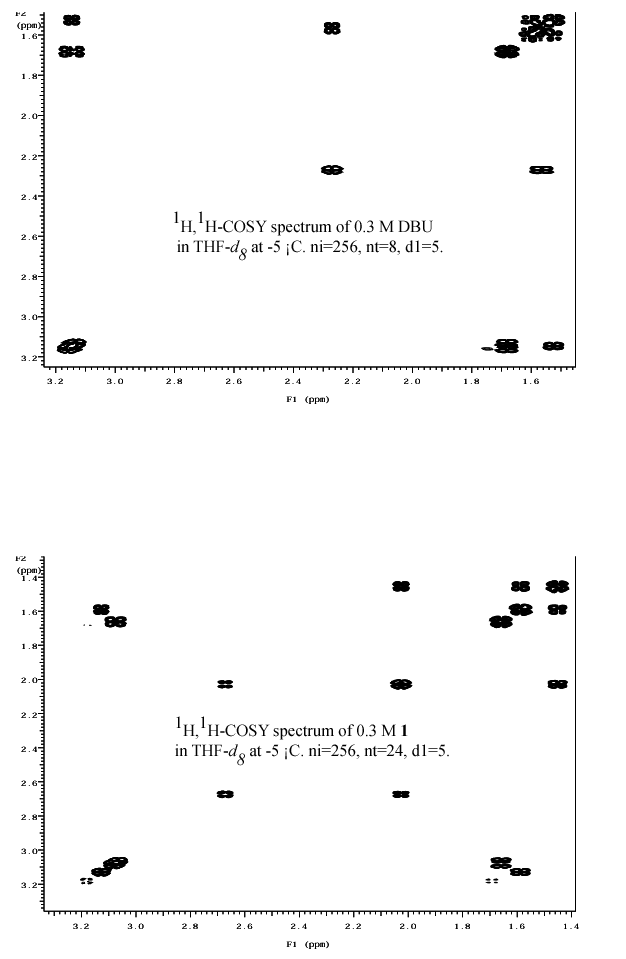 F2
(ppm)
1.6
1.8
2.0
2.2
2.4
2.6
2.8
3.0
3.2
1H,1H-COSY spectrum of 0.3 M DBU
in THF-d8 at -5 ¡C. ni=256, nt=8, d1=5.
3.2 3.0 2.8 2.6 2.4 2.2 2.0 1.8 1.6
F1 (ppm)
F2
(ppm)
1.4
1.6
1.8
2.0
2.2
2.4
2.6
2.8
3.0
3.2
1H,1H-COSY spectrum of 0.3 M 1
in THF-d8 at -5 ¡C. ni=256, nt=24, d1=5.
3.2 3.0 2.8 2.6 2.4 2.2 2.0 1.8 1.6 1.4
F1 (ppm)